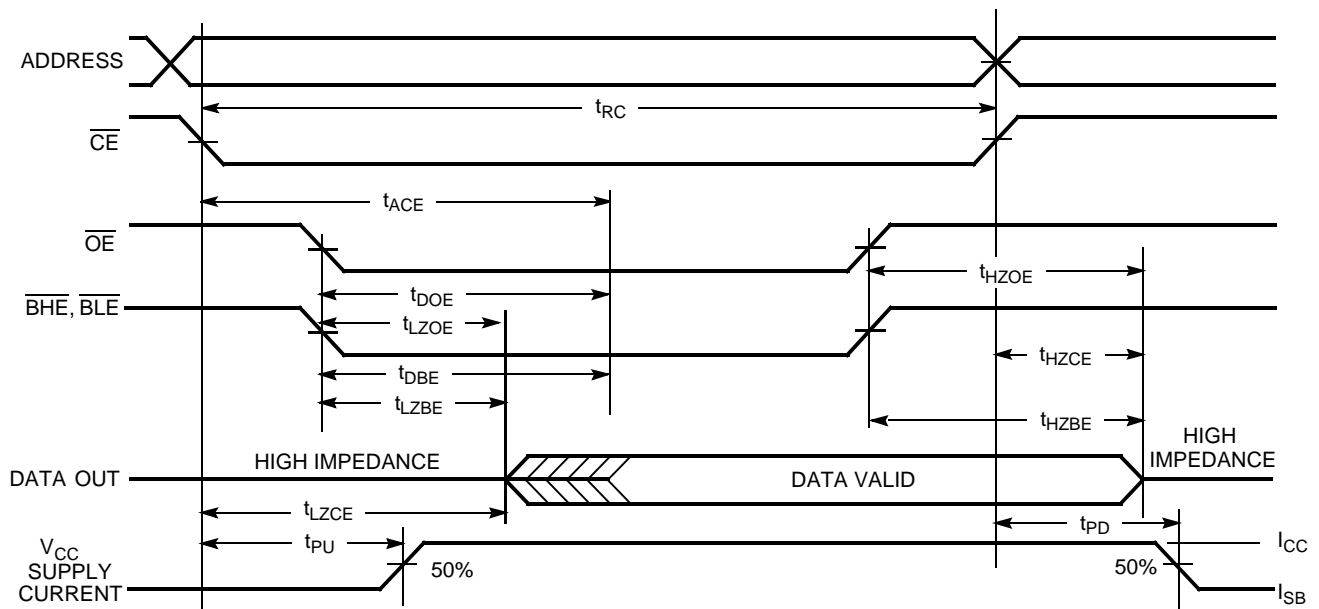 ADDRESS
tRC
CE
tACE
OE
tHZOE
tDOE
BHE, BLE
tLZOE
tHZCE
tDBE
tLZBE
tHZBE
HIGH
IMPEDANCE
HIGH IMPEDANCE
DATA OUT
DATA VALID
tLZCE
tPD
tPU
VCC
SUPPLY
CURRENT
50%
50%
ICC
ISB